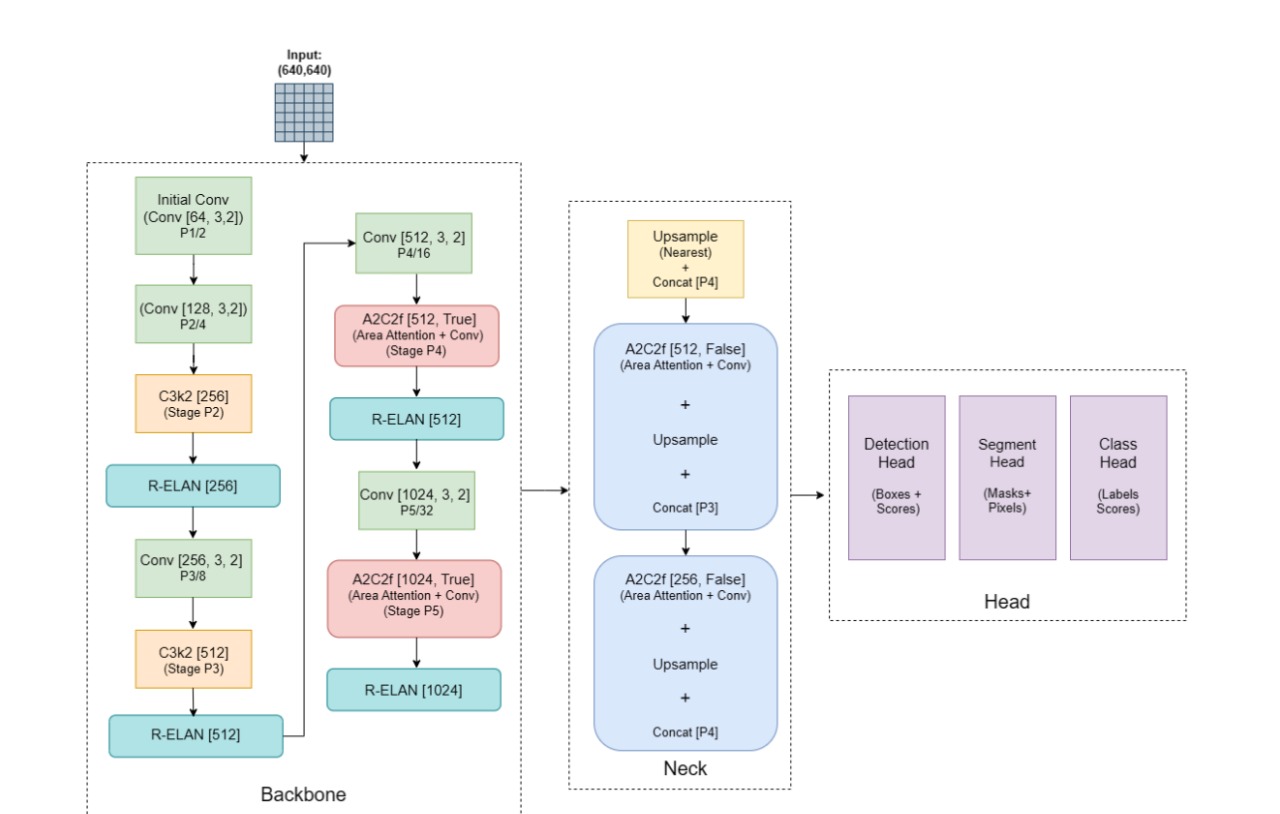 Input:
(640,640)
Initial Conv
(Conv [64, 3,2])
P1/2
(Conv [128, 3,2])
P2/4
C3k2 [256]
(Stage P2)
R-ELAN [256]
Conv [256, 3, 2]
P3/8
C3k2 [512]
(Stage P3)
R-ELAN [512]
Conv [512, 3, 2]
P4/16
A2C2f [512, True]
(Area Attention + Conv)
(Stage P4)
R-ELAN [512]
Conv [1024, 3, 2]
P5/32
A2C2f [1024, True]
(Area Attention + Conv)
(Stage P5)
R-ELAN [1024]
Backbone
Upsample
(Nearest)
+
Concat [P4]
A2C2f [512, False]
(Area Attention + Conv)
+
Upsample
+
Concat [P3]
A2C2f [256, False]
(Area Attention + Conv)
+
Upsample
+
Concat [P4]
Neck
Detection
Head
(Boxes +
Scores)
Segment
Head
(Masks+
Pixels)
Class
Head
(Labels
Scores)
Head